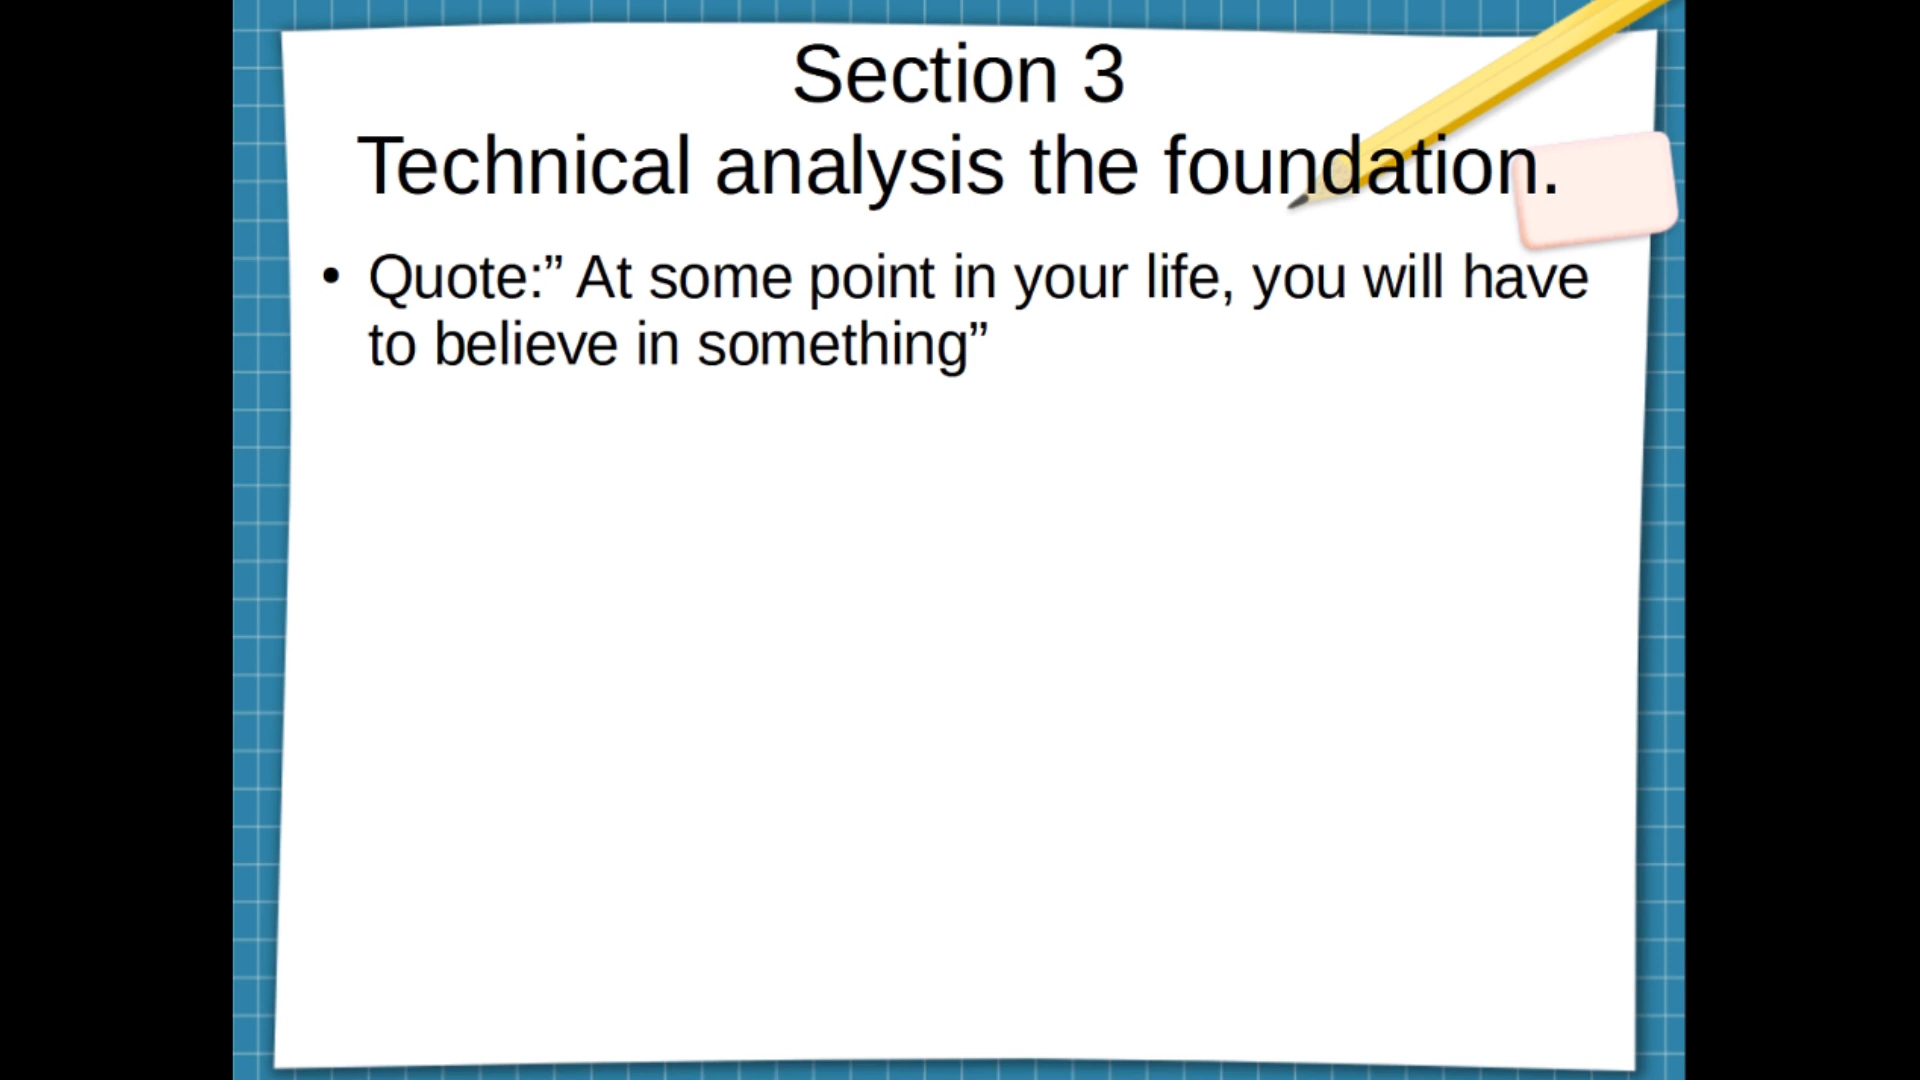 Section 3
Technical analysis the foundation.
• Quote:” At some point in your life, you will have
to believe in something”